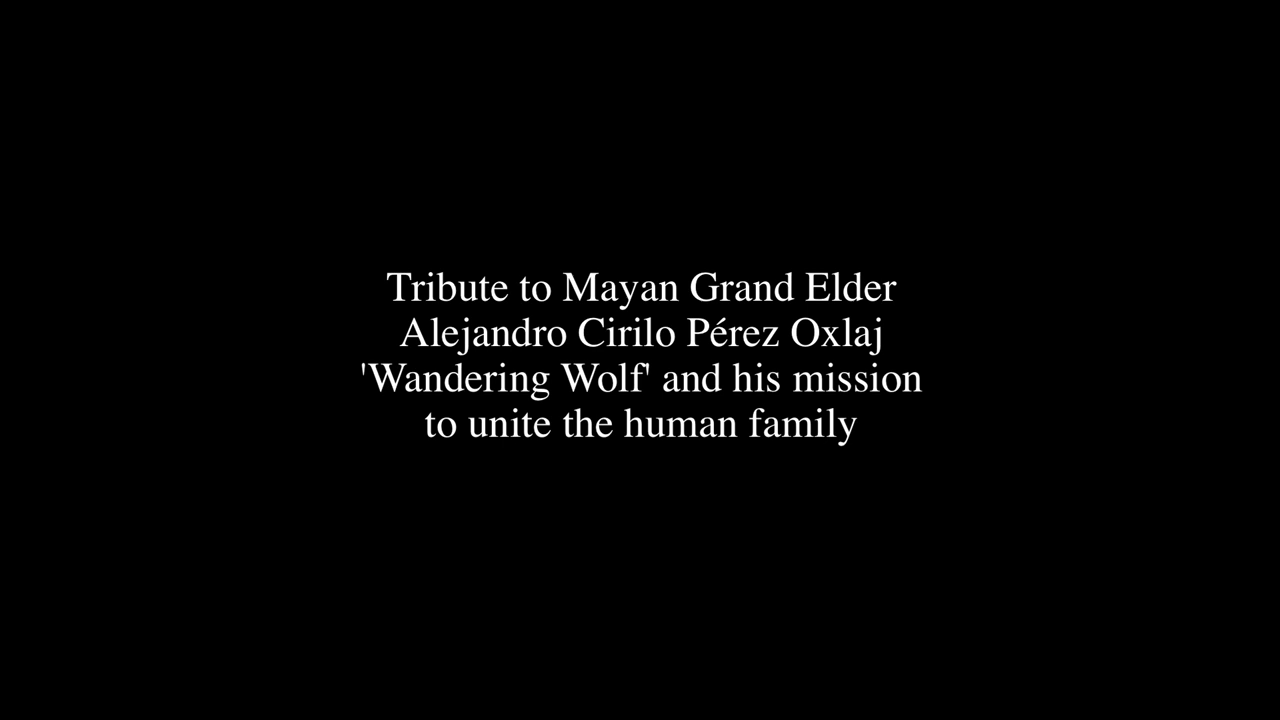 Tribute to Mayan Grand Elder
Alejandro Cirilo Pérez Oxlaj
'Wandering Wolf' and his mission
to unite the human family